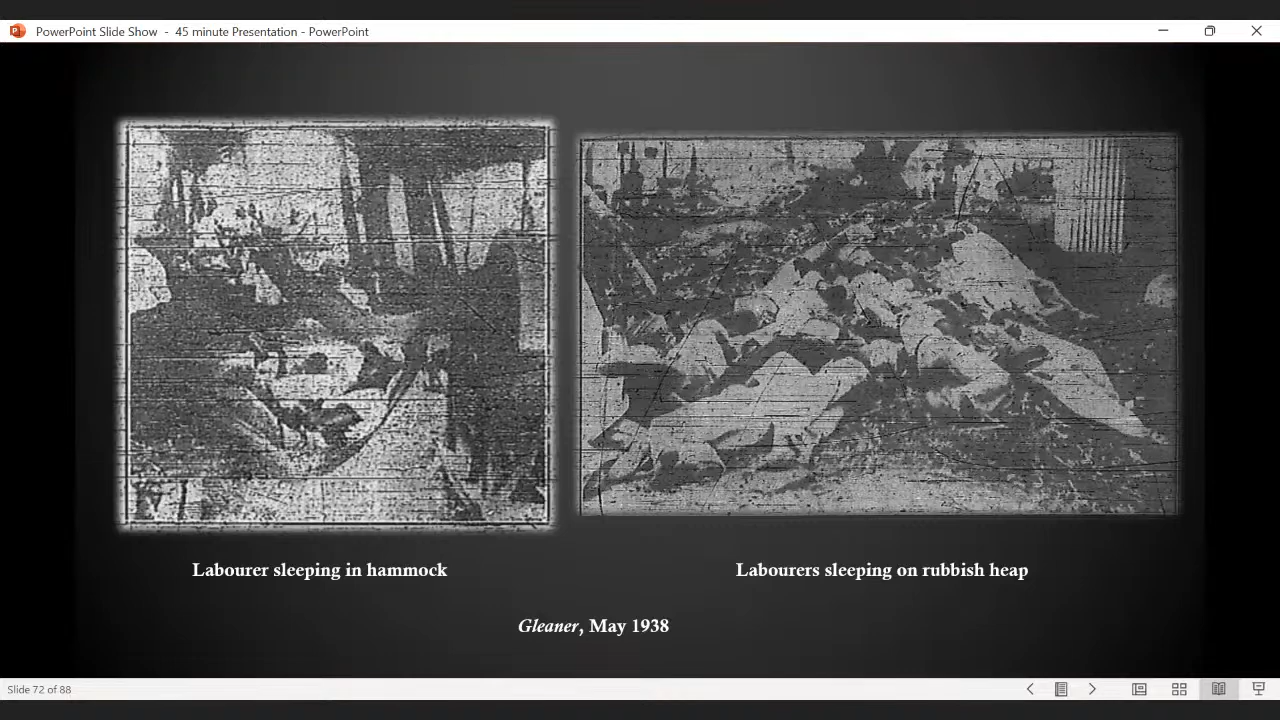 PowerPoint Slide Show - 45 minute Presentation - PowerPoint
Labourer sleeping in hammock
Labourers sleeping on rubbish heap
Gleaner, May 1938
Slide 72 of 88